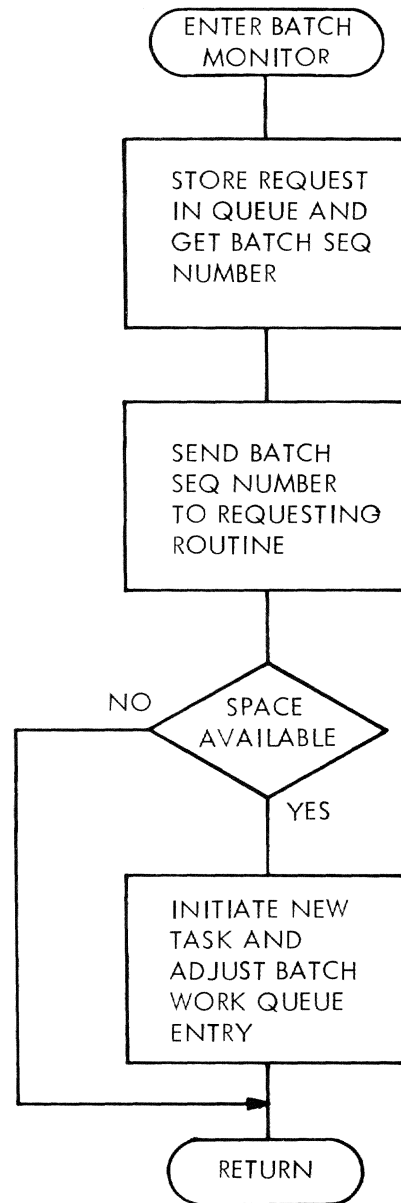 ENTER BATCH
MONITOR
STORE REQUEST
IN QUEUE AND
GET BATCH SEQ
NUMBER
SEND BATCH
SEQ NUMBER
TO REQUESTING
ROUTINE
NO
SPACE
AVAILABLE
YES
INITIATE NEW
TASK AND
ADJUST BATCH
WORK QUEUE
ENTRY
RETURN